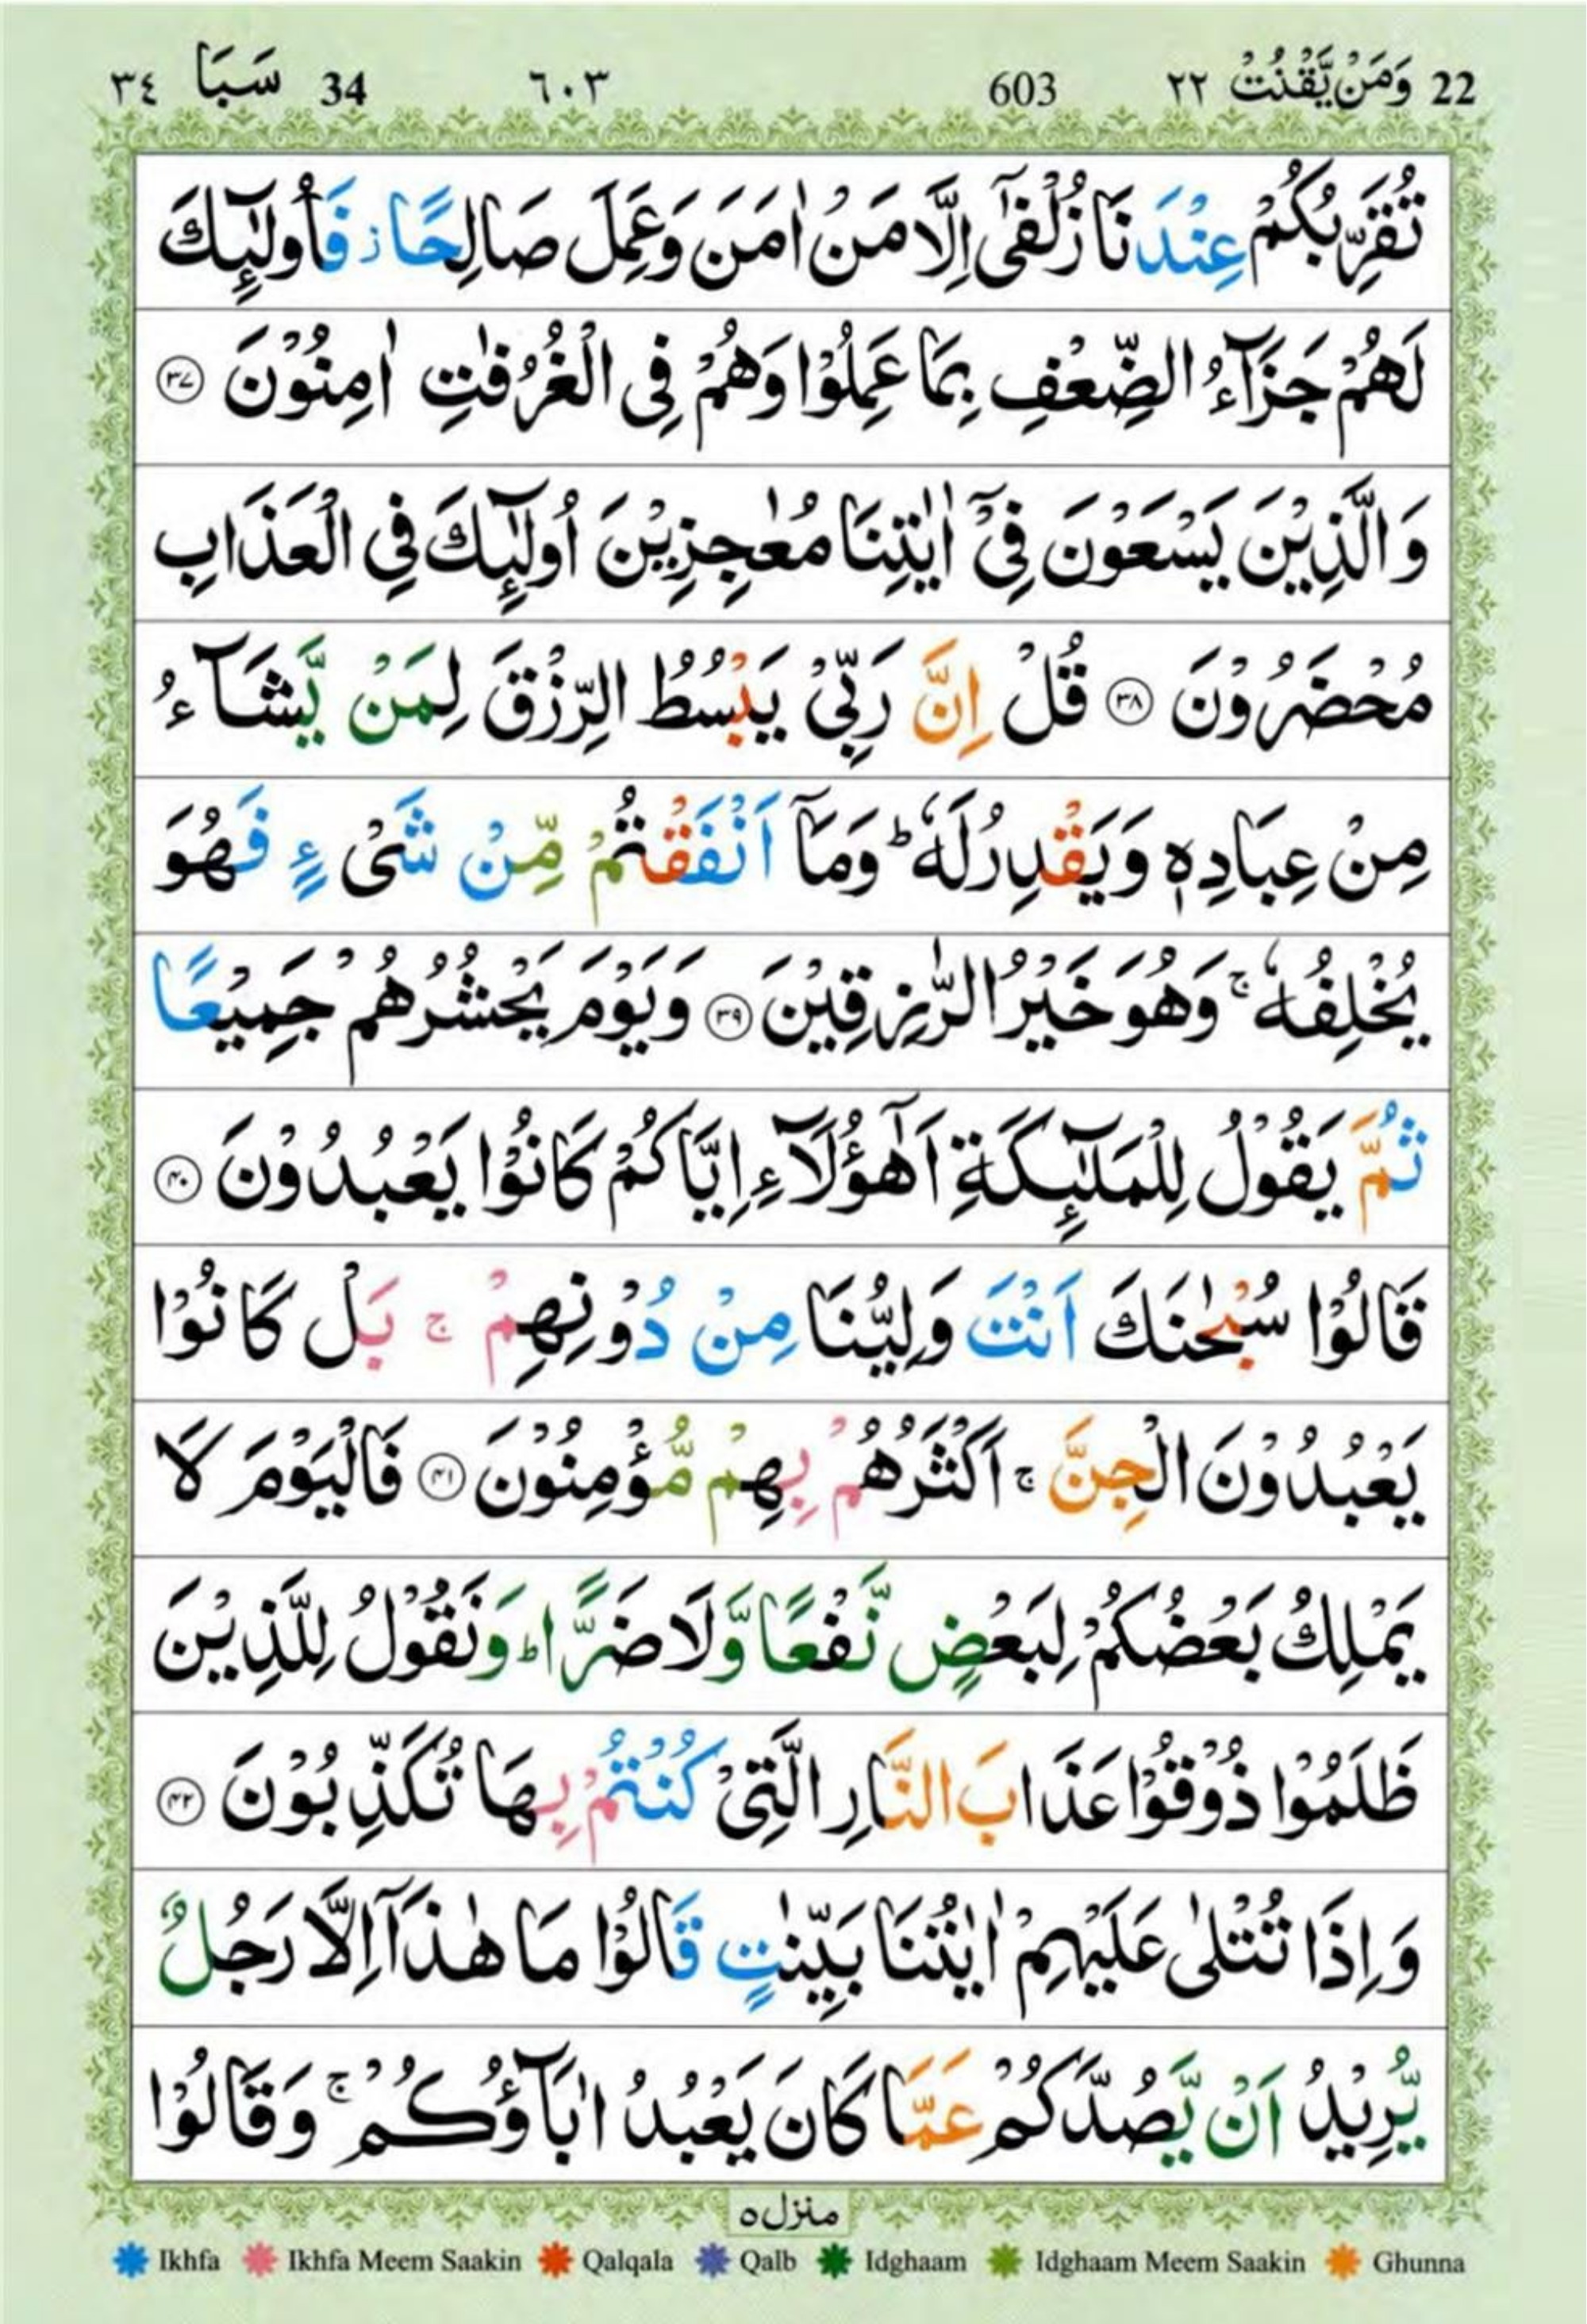 22 وَمَنْ يَّقْنُتْ ٢٢ 603 ٦٠٣ 34 سَبَا ٣٤
تُقَرِّبُكُمْ عِنْدَنَا زُلْفٰٓى اِلَّا مَنْ اٰمَنَ وَعَمِلَ صَالِحًا ز فَاُولٰٓئِكَ
لَهُمْ جَزَآءُ الضِّعْفِ بِمَا عَمِلُوْا وَهُمْ فِى الْغُرُفٰتِ اٰمِنُوْنَ ۝٣٧
وَالَّذِيْنَ يَسْعَوْنَ فِىْٓ اٰيٰتِنَا مُعٰجِزِيْنَ اُولٰٓئِكَ فِى الْعَذَابِ
مُحْضَرُوْنَ ۝٣٨ قُلْ اِنَّ رَبِّىْ يَبْسُطُ الرِّزْقَ لِمَنْ يَّشَآءُ
مِنْ عِبَادِهٖ وَيَقْدِرُ لَهٗ ؕ وَمَآ اَنْفَقْتُمْ مِّنْ شَىْءٍ فَهُوَ
يُخْلِفُهٗ ۚ وَهُوَ خَيْرُ الرّٰزِقِيْنَ ۝٣٩ وَيَوْمَ يَحْشُرُهُمْ جَمِيْعًا
ثُمَّ يَقُوْلُ لِلْمَلٰٓئِكَةِ اَهٰٓؤُلَآءِ اِيَّاكُمْ كَانُوْا يَعْبُدُوْنَ ۝٤٠
قَالُوْا سُبْحٰنَكَ اَنْتَ وَلِيُّنَا مِنْ دُوْنِهِمْ ۚ بَلْ كَانُوْا
يَعْبُدُوْنَ الْجِنَّ ۚ اَكْثَرُهُمْ بِهِمْ مُّؤْمِنُوْنَ ۝٤١ فَالْيَوْمَ لَا
يَمْلِكُ بَعْضُكُمْ لِبَعْضٍ نَّفْعًا وَّلَا ضَرًّا ؕ وَنَقُوْلُ لِلَّذِيْنَ
ظَلَمُوْا ذُوْقُوْا عَذَابَ النَّارِ الَّتِىْ كُنْتُمْ بِهَا تُكَذِّبُوْنَ ۝٤٢
وَاِذَا تُتْلٰى عَلَيْهِمْ اٰيٰتُنَا بَيِّنٰتٍ قَالُوْا مَا هٰذَآ اِلَّا رَجُلٌ
يُّرِيْدُ اَنْ يَّصُدَّكُمْ عَمَّا كَانَ يَعْبُدُ اٰبَآؤُكُمْ ۚ وَقَالُوْا
منزل ٥
Ikhfa Ikhfa Meem Saakin Qalqala Qalb Idghaam Idghaam Meem Saakin Ghunna